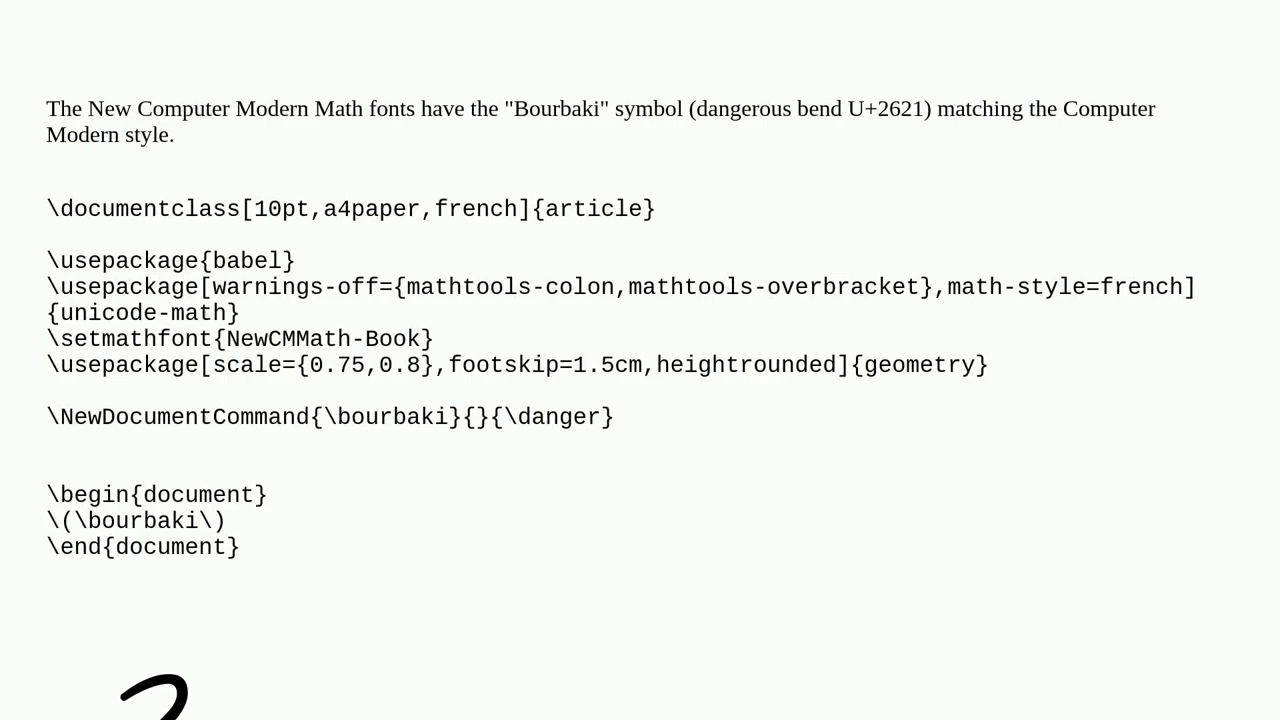 The New Computer Modern Math fonts have the "Bourbaki" symbol (dangerous bend U+2621) matching the Computer
Modern style.
\documentclass[10pt,a4paper,french]{article}
\usepackage{babel}
\usepackage[warnings-off={mathtools-colon,mathtools-overbracket},math-style=french]
{unicode-math}
\setmathfont{NewCMMath-Book}
\usepackage[scale={0.75,0.8},footskip=1.5cm,heightrounded]{geometry}
\NewDocumentCommand{\bourbaki}{}{\danger}
\begin{document}
\(\bourbaki\)
\end{document}